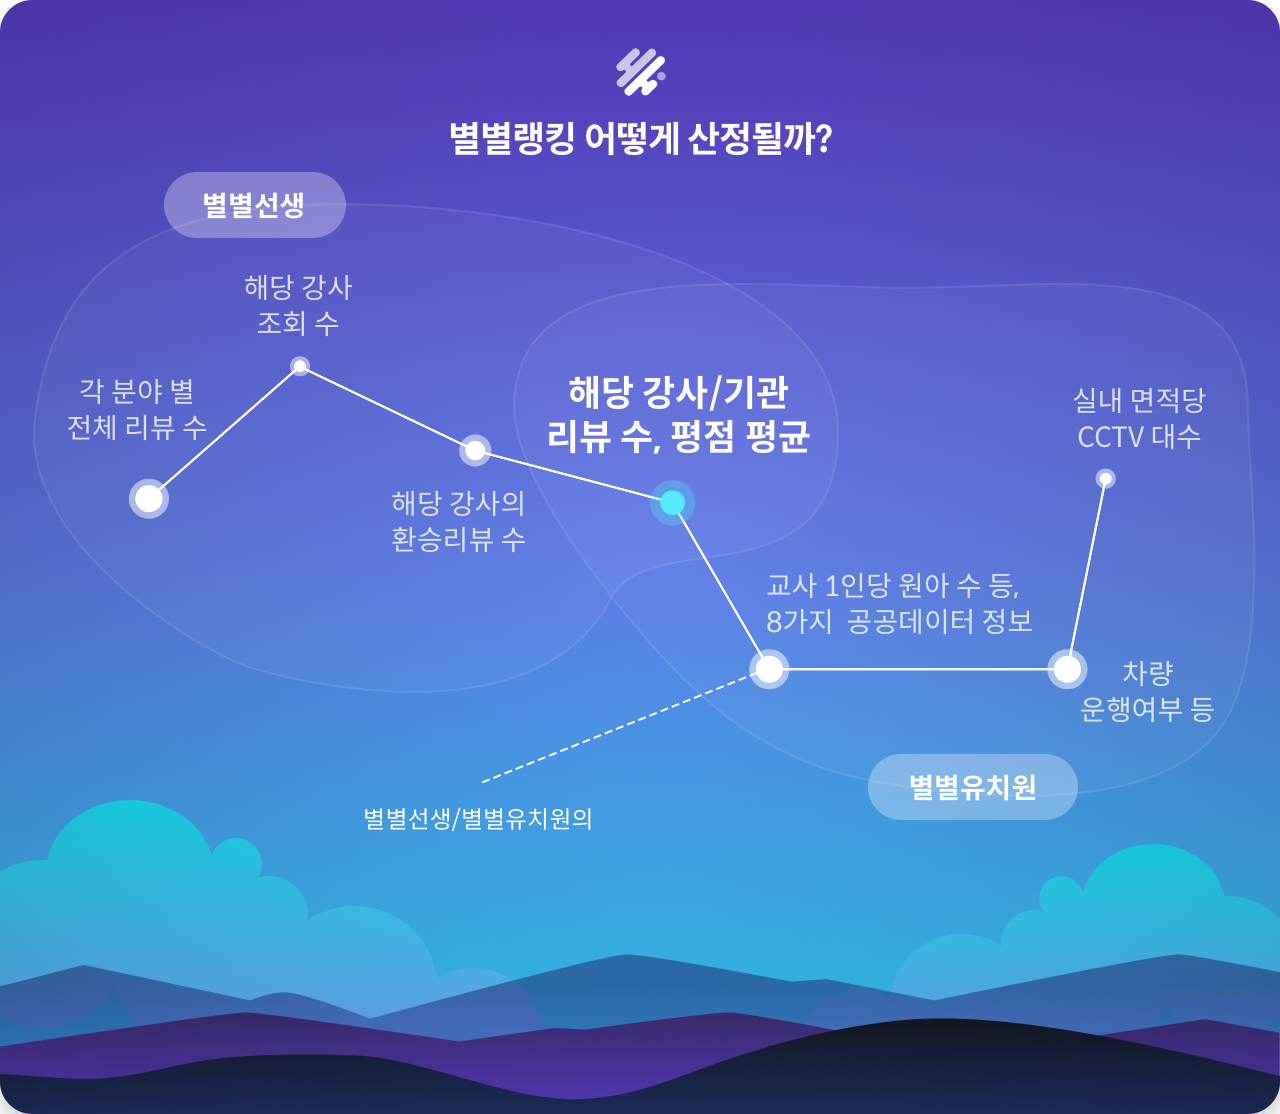 별별랭킹 어떻게 산정될까?
별별선생
해당 강사
조회 수
각 분야 별
전체 리뷰 수
해당 강사의
환승리뷰 수
해당 강사/기관
리뷰 수, 평점 평균
실내 면적당
CCTV 대수
교사 1인당 원아 수 등,
8가지 공공데이터 정보
차량
운행여부 등
별별유치원
별별선생/별별유치원의